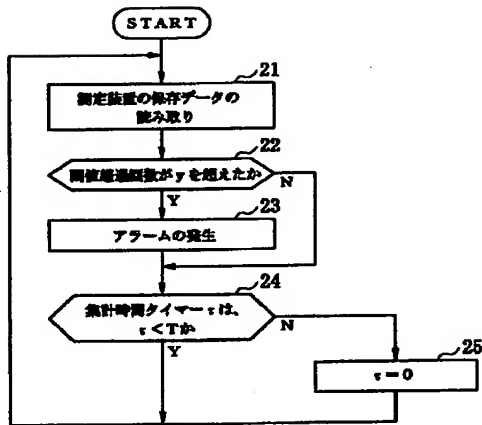 START
21
測定装置の保存データの
読み取り
22
閾値超過回数がyを超えたか
N
Y
23
アラームの発生
24
集計時間タイマーτは、
τ<Tか
N
Y
25
τ=0